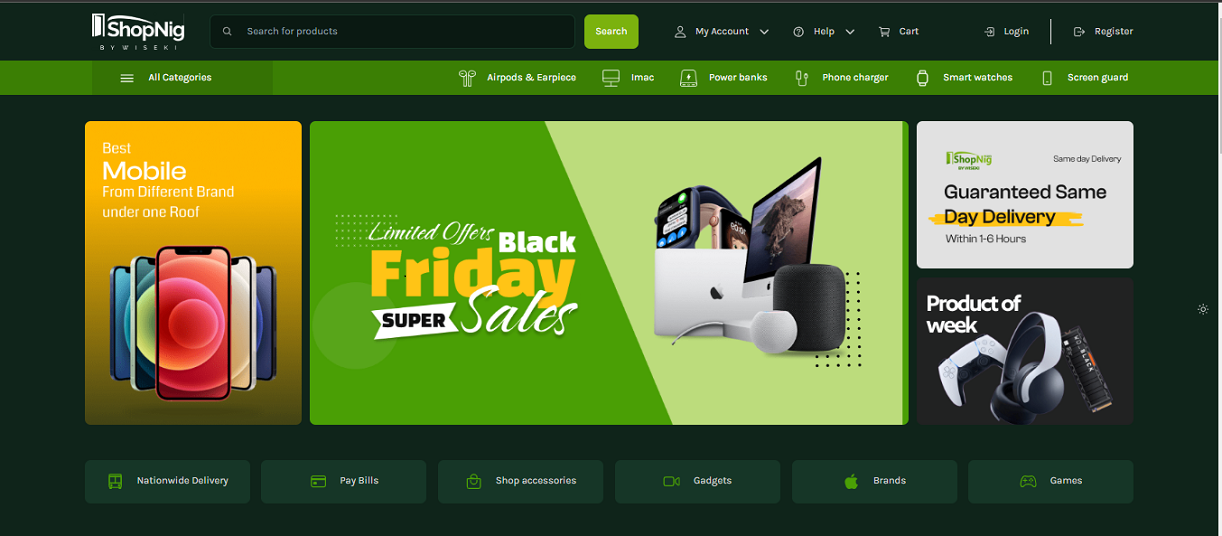 ShopNig
BY WISEKI
Search for products
Search
My Account
Help
Cart
Login
Register
All Categories
Airpods & Earpiece
Imac
Power banks
Phone charger
Smart watches
Screen guard
Best
Mobile
From Different Brand
under one Roof
Limited Offers Black
Friday
SUPER Sales
ShopNig
BY WISEKI
Same day Delivery
Guaranteed Same
Day Delivery
Within 1-6 Hours
Product of
week
BLACK
Nationwide Delivery
Pay Bills
Shop accessories
Gadgets
Brands
Games